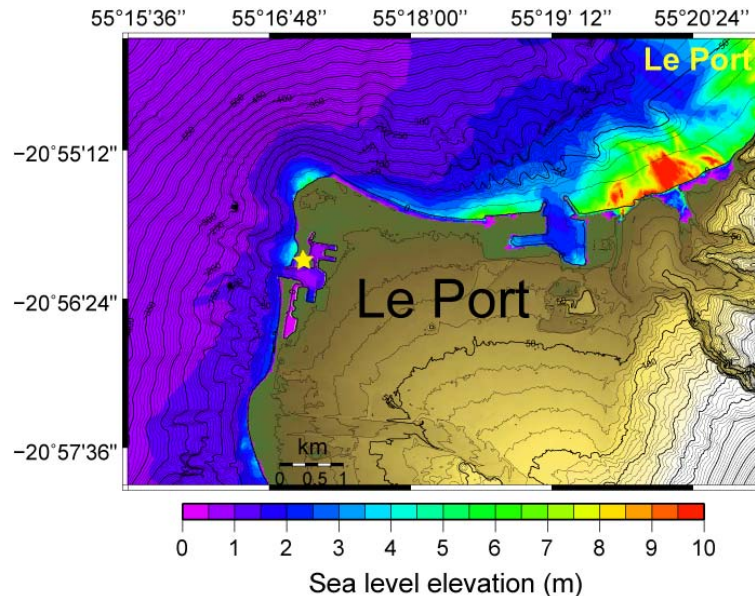 55°15'36'' 55°16'48'' 55°18'00'' 55°19'12'' 55°20'24''
Le Port
−20°55'12''
−20°56'24''
Le Port
50
−20°57'36''
km
0 0.5 1
0 1 2 3 4 5 6 7 8 9 10
Sea level elevation (m)